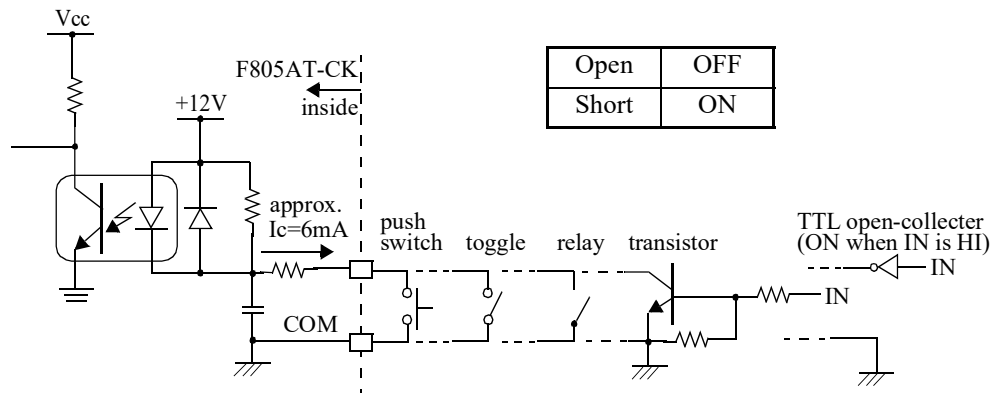 Vcc
F805AT-CK
inside
+12V
Open OFF
Short ON
approx.
Ic=6mA
push
switch
toggle
relay
transistor
TTL open-collecter
(ON when IN is HI)
IN
IN
COM